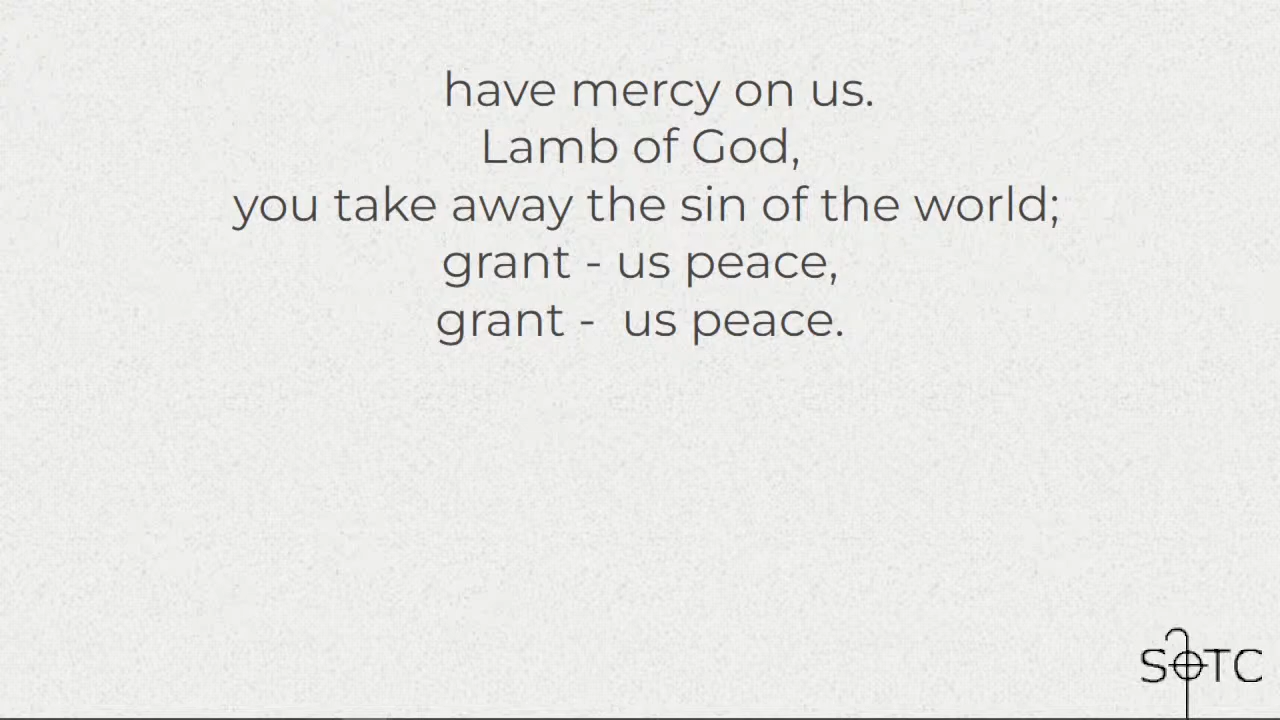 have mercy on us.
Lamb of God,
you take away the sin of the world;
grant - us peace,
grant -  us peace.
SOTC